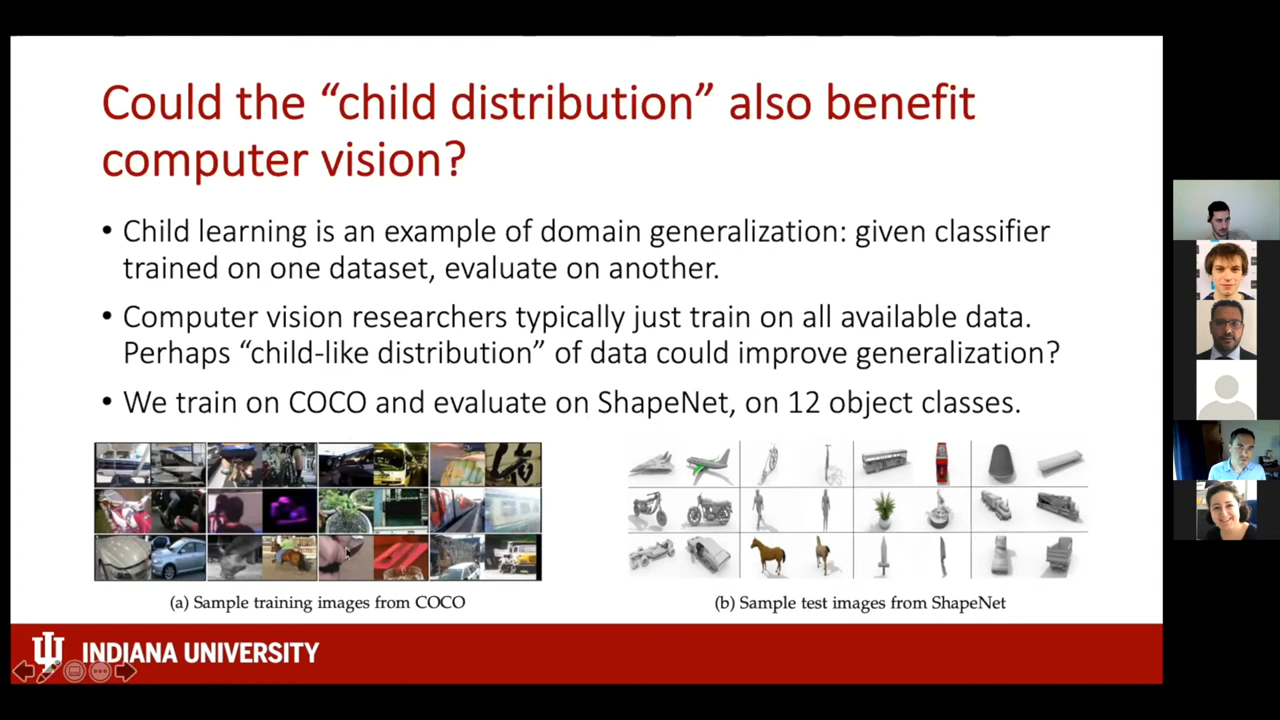 Could the “child distribution” also benefit
computer vision?
• Child learning is an example of domain generalization: given classifier
trained on one dataset, evaluate on another.
• Computer vision researchers typically just train on all available data.
Perhaps “child-like distribution” of data could improve generalization?
• We train on COCO and evaluate on ShapeNet, on 12 object classes.
(a) Sample training images from COCO
(b) Sample test images from ShapeNet
INDIANA UNIVERSITY